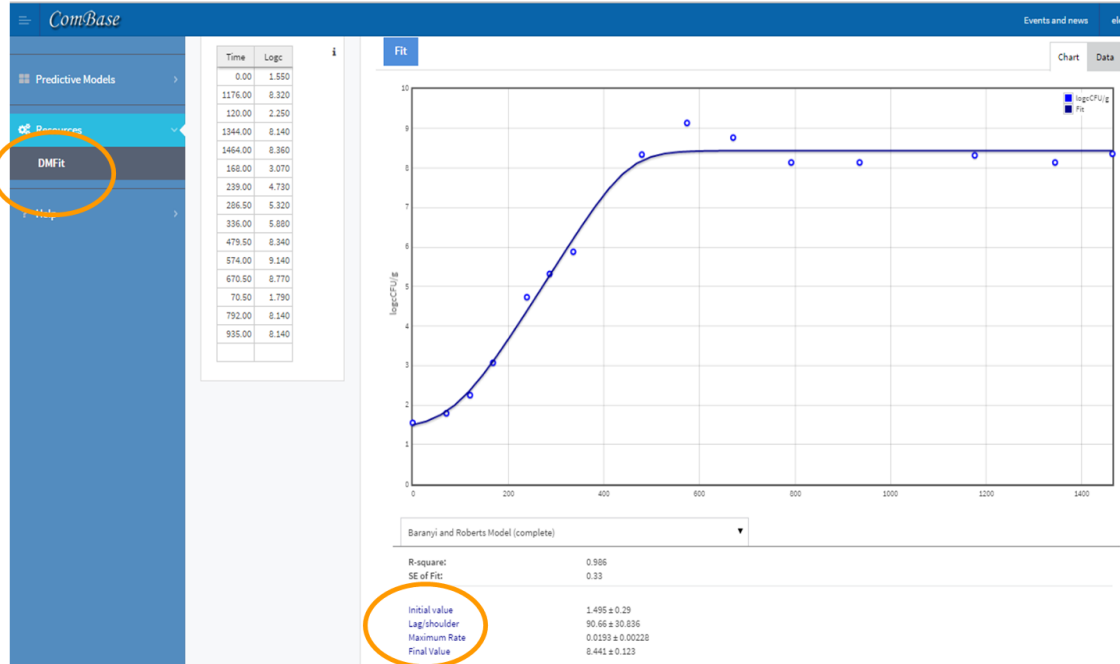 ComBase
Events and news
Predictive Models
Resources
DMFit
Help
Time Logc
0.00 1.550
1176.00 8.320
120.00 2.250
1344.00 8.140
1464.00 8.360
168.00 3.070
239.00 4.730
286.50 5.320
336.00 5.880
479.50 8.340
574.00 9.140
670.50 8.770
70.50 1.790
792.00 8.140
935.00 8.140
i
Fit
Chart Data
logcCFU/g
Fit
10
9
8
7
6
5
4
3
2
1
0
logcCFU/g
0 200 400 600 800 1000 1200 1400
Baranyi and Roberts Model (complete)
R-square: 0.986
SE of Fit: 0.33
Initial value 1.495 ± 0.29
Lag/shoulder 90.66 ± 30.836
Maximum Rate 0.0193 ± 0.00228
Final Value 8.441 ± 0.123